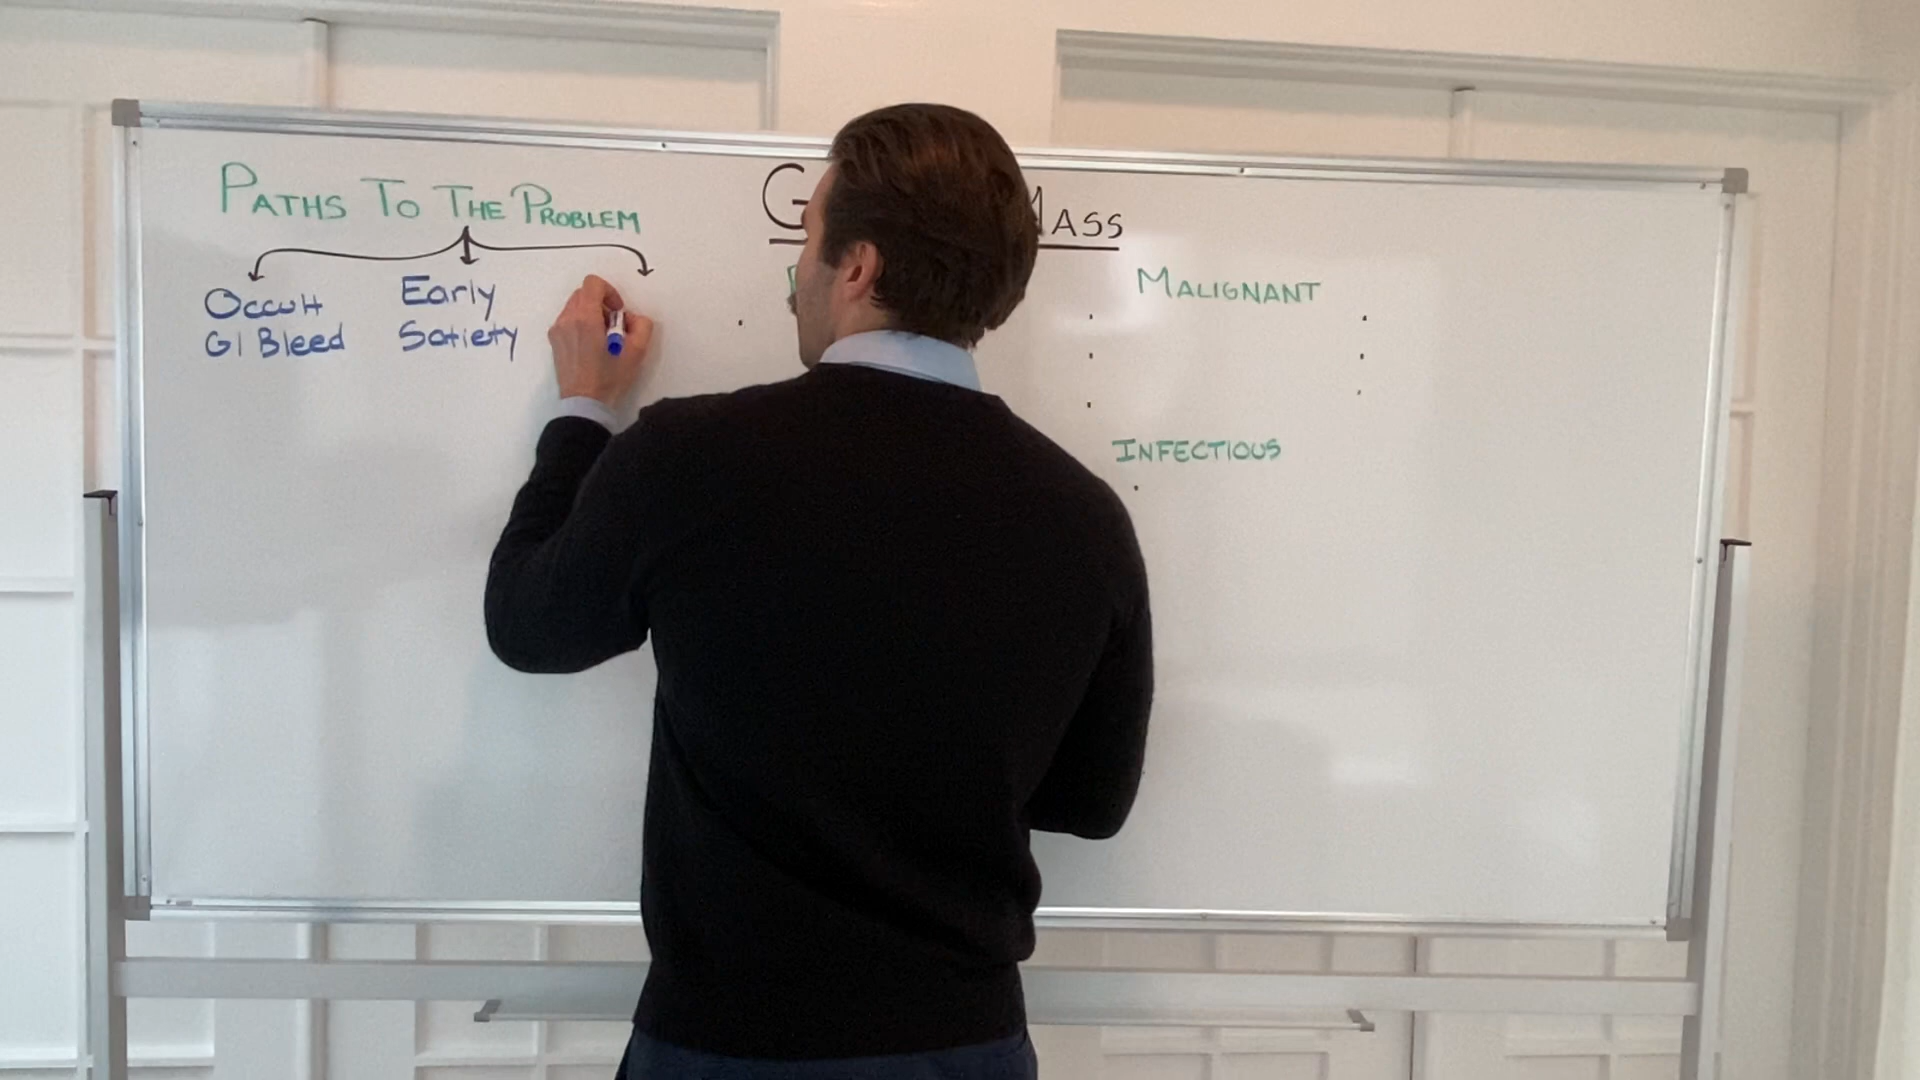 PATHS TO THE PROBLEM
MASS
Occult
GI Bleed
Early
Satiety
MALIGNANT
INFECTIOUS